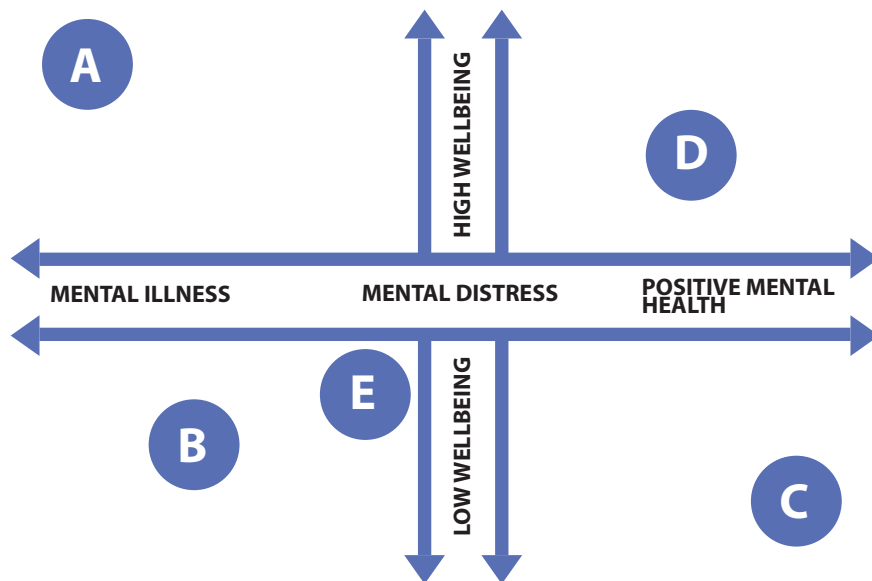 A
HIGH WELLBEING
D
MENTAL ILLNESS
MENTAL DISTRESS
POSITIVE MENTAL
HEALTH
E
LOW WELLBEING
B
C